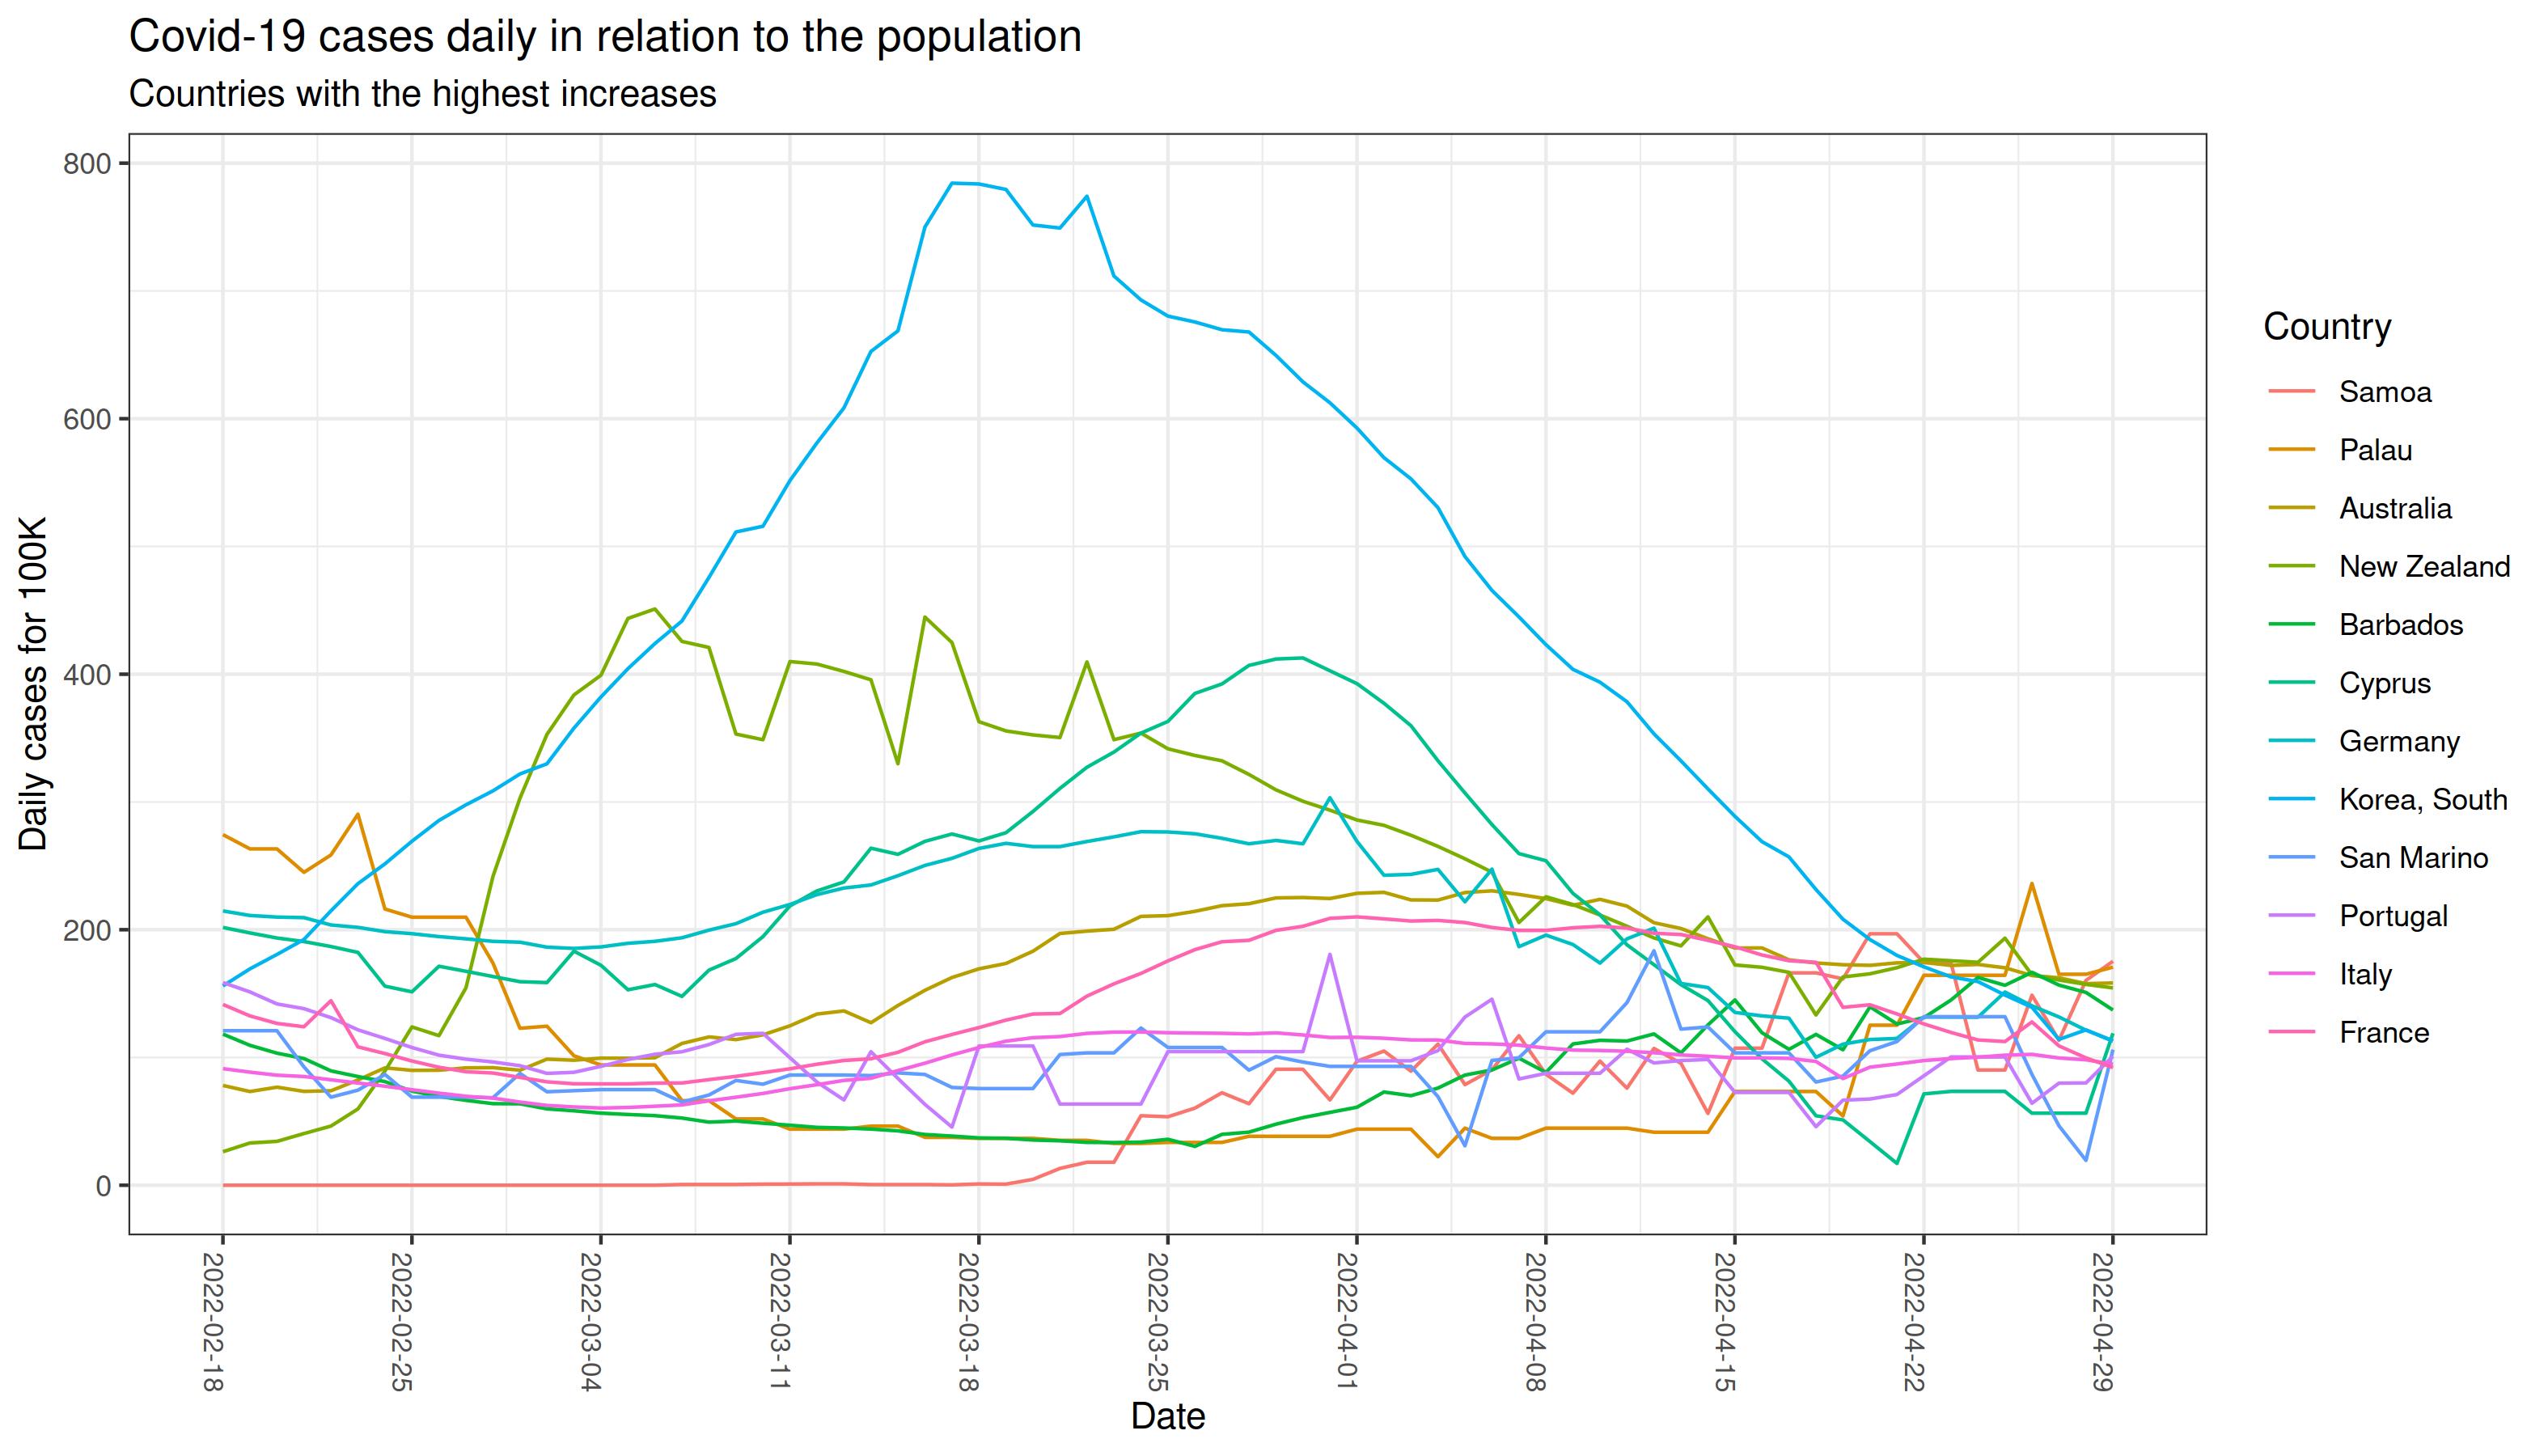 Covid-19 cases daily in relation to the population
Countries with the highest increases
Daily cases for 100K
800
600
400
200
0
2022-02-18
2022-02-25
2022-03-04
2022-03-11
2022-03-18
2022-03-25
2022-04-01
2022-04-08
2022-04-15
2022-04-22
2022-04-29
Date
Country
Samoa
Palau
Australia
New Zealand
Barbados
Cyprus
Germany
Korea, South
San Marino
Portugal
Italy
France